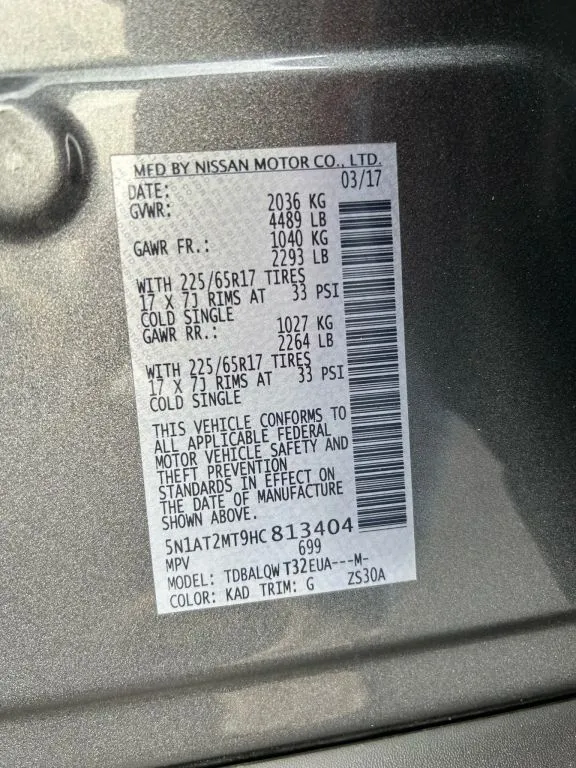 MFD BY NISSAN MOTOR CO., LTD.
DATE: 03/17
GVWR: 2036 KG
4489 LB
GAWR FR.: 1040 KG
2293 LB
WITH 225/65R17 TIRES
17 X 7J RIMS AT 33 PSI
COLD SINGLE
GAWR RR.: 1027 KG
2264 LB
WITH 225/65R17 TIRES
17 X 7J RIMS AT 33 PSI
COLD SINGLE
THIS VEHICLE CONFORMS TO
ALL APPLICABLE FEDERAL
MOTOR VEHICLE SAFETY AND
THEFT PREVENTION
STANDARDS IN EFFECT ON
THE DATE OF MANUFACTURE
SHOWN ABOVE.
5N1AT2MT9HC813404
MPV 699
MODEL: TDBALQWT32EUA---M-
COLOR: KAD TRIM: G ZS30A